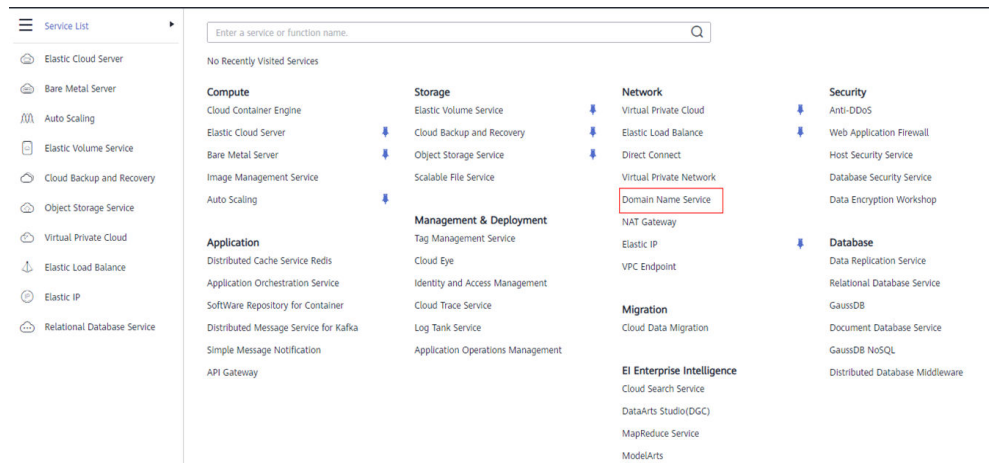 Service List
Elastic Cloud Server
Bare Metal Server
Auto Scaling
Elastic Volume Service
Cloud Backup and Recovery
Object Storage Service
Virtual Private Cloud
Elastic Load Balance
Elastic IP
Relational Database Service
Enter a service or function name.
No Recently Visited Services
Compute
Cloud Container Engine
Elastic Cloud Server
Bare Metal Server
Image Management Service
Auto Scaling
Application
Distributed Cache Service Redis
Application Orchestration Service
SoftWare Repository for Container
Distributed Message Service for Kafka
Simple Message Notification
API Gateway
Storage
Elastic Volume Service
Cloud Backup and Recovery
Object Storage Service
Scalable File Service
Management & Deployment
Tag Management Service
Cloud Eye
Identity and Access Management
Cloud Trace Service
Log Tank Service
Application Operations Management
Network
Virtual Private Cloud
Elastic Load Balance
Direct Connect
Virtual Private Network
Domain Name Service
NAT Gateway
Elastic IP
VPC Endpoint
Migration
Cloud Data Migration
EI Enterprise Intelligence
Cloud Search Service
DataArts Studio(DGC)
MapReduce Service
ModelArts
Security
Anti-DDoS
Web Application Firewall
Host Security Service
Database Security Service
Data Encryption Workshop
Database
Data Replication Service
Relational Database Service
GaussDB
Document Database Service
GaussDB NoSQL
Distributed Database Middleware